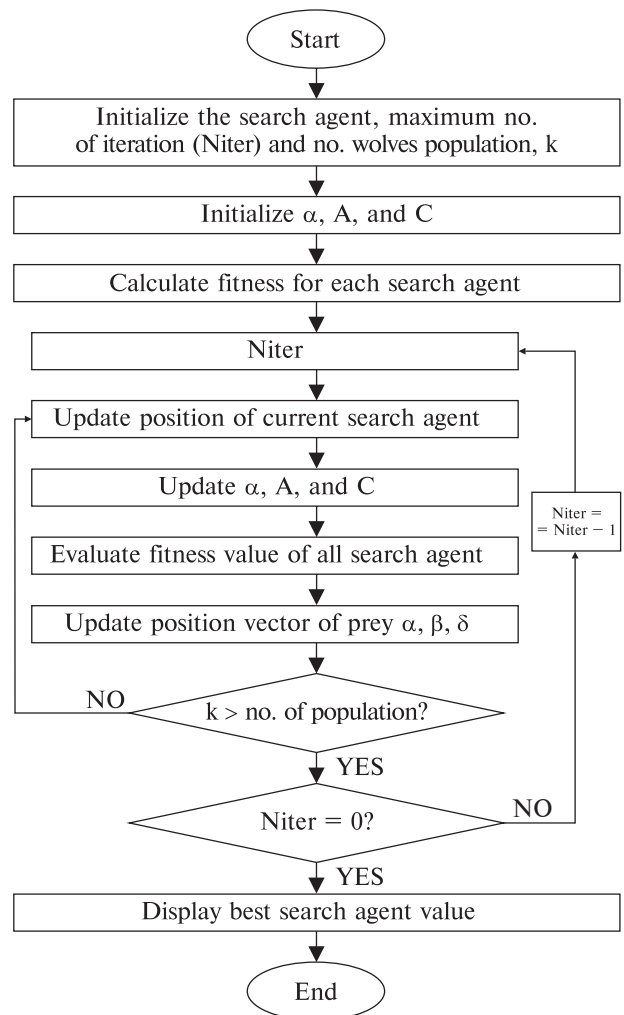 Start
Initialize the search agent, maximum no.
of iteration (Niter) and no. wolves population, k
Initialize α, A, and C
Calculate fitness for each search agent
Niter
Update position of current search agent
Update α, A, and C
Niter =
= Niter − 1
Evaluate fitness value of all search agent
Update position vector of prey α, β, δ
NO
k > no. of population?
YES
Niter = 0?
NO
YES
Display best search agent value
End